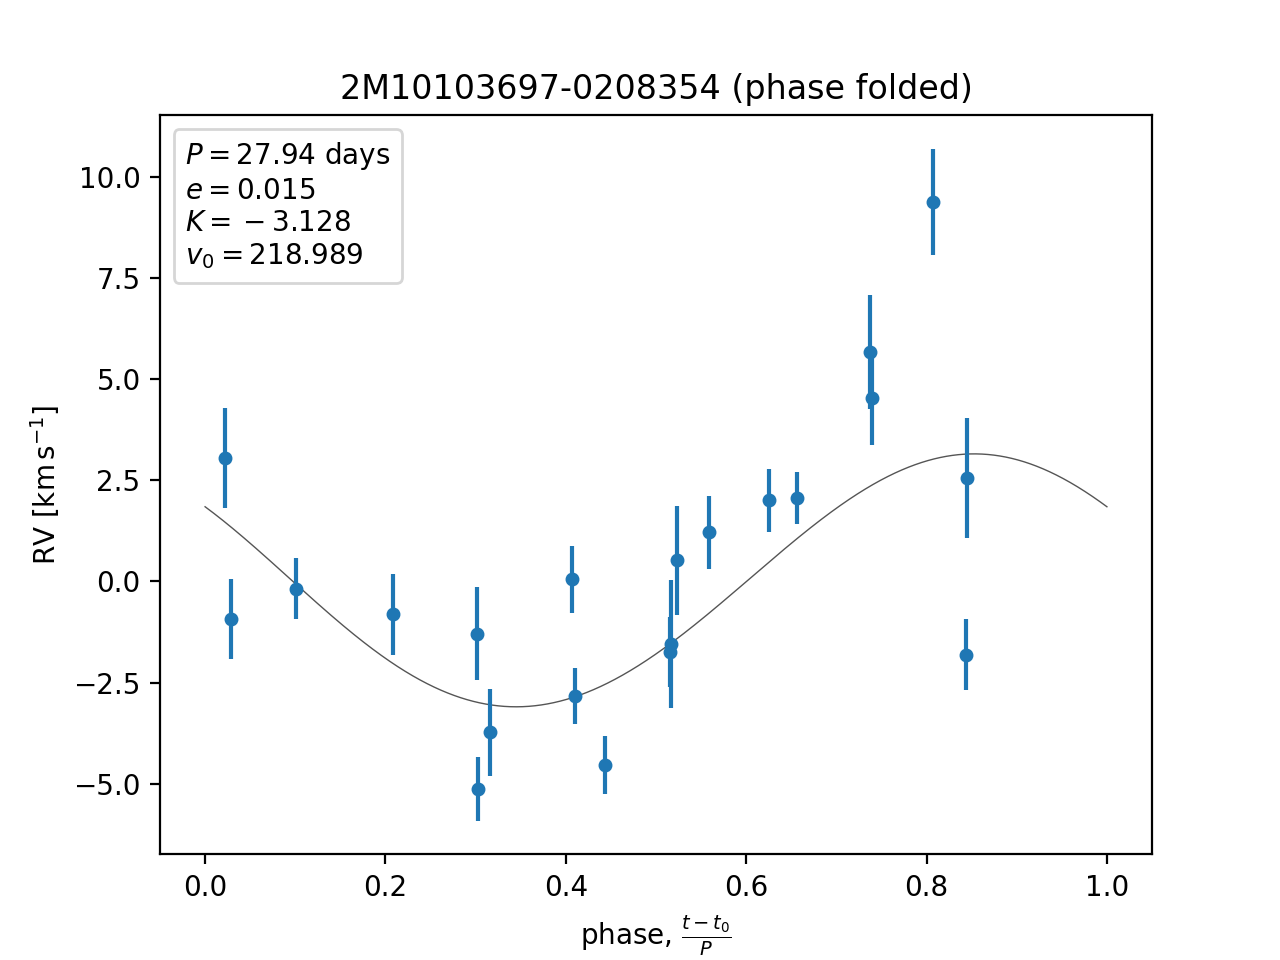 2M10103697-0208354 (phase folded)
P = 27.94 days
e = 0.015
K = −3.128
v₀ = 218.989
10.0
7.5
5.0
2.5
0.0
−2.5
−5.0
RV [km s⁻¹]
0.0 0.2 0.4 0.6 0.8 1.0
phase, (t − t₀)/P